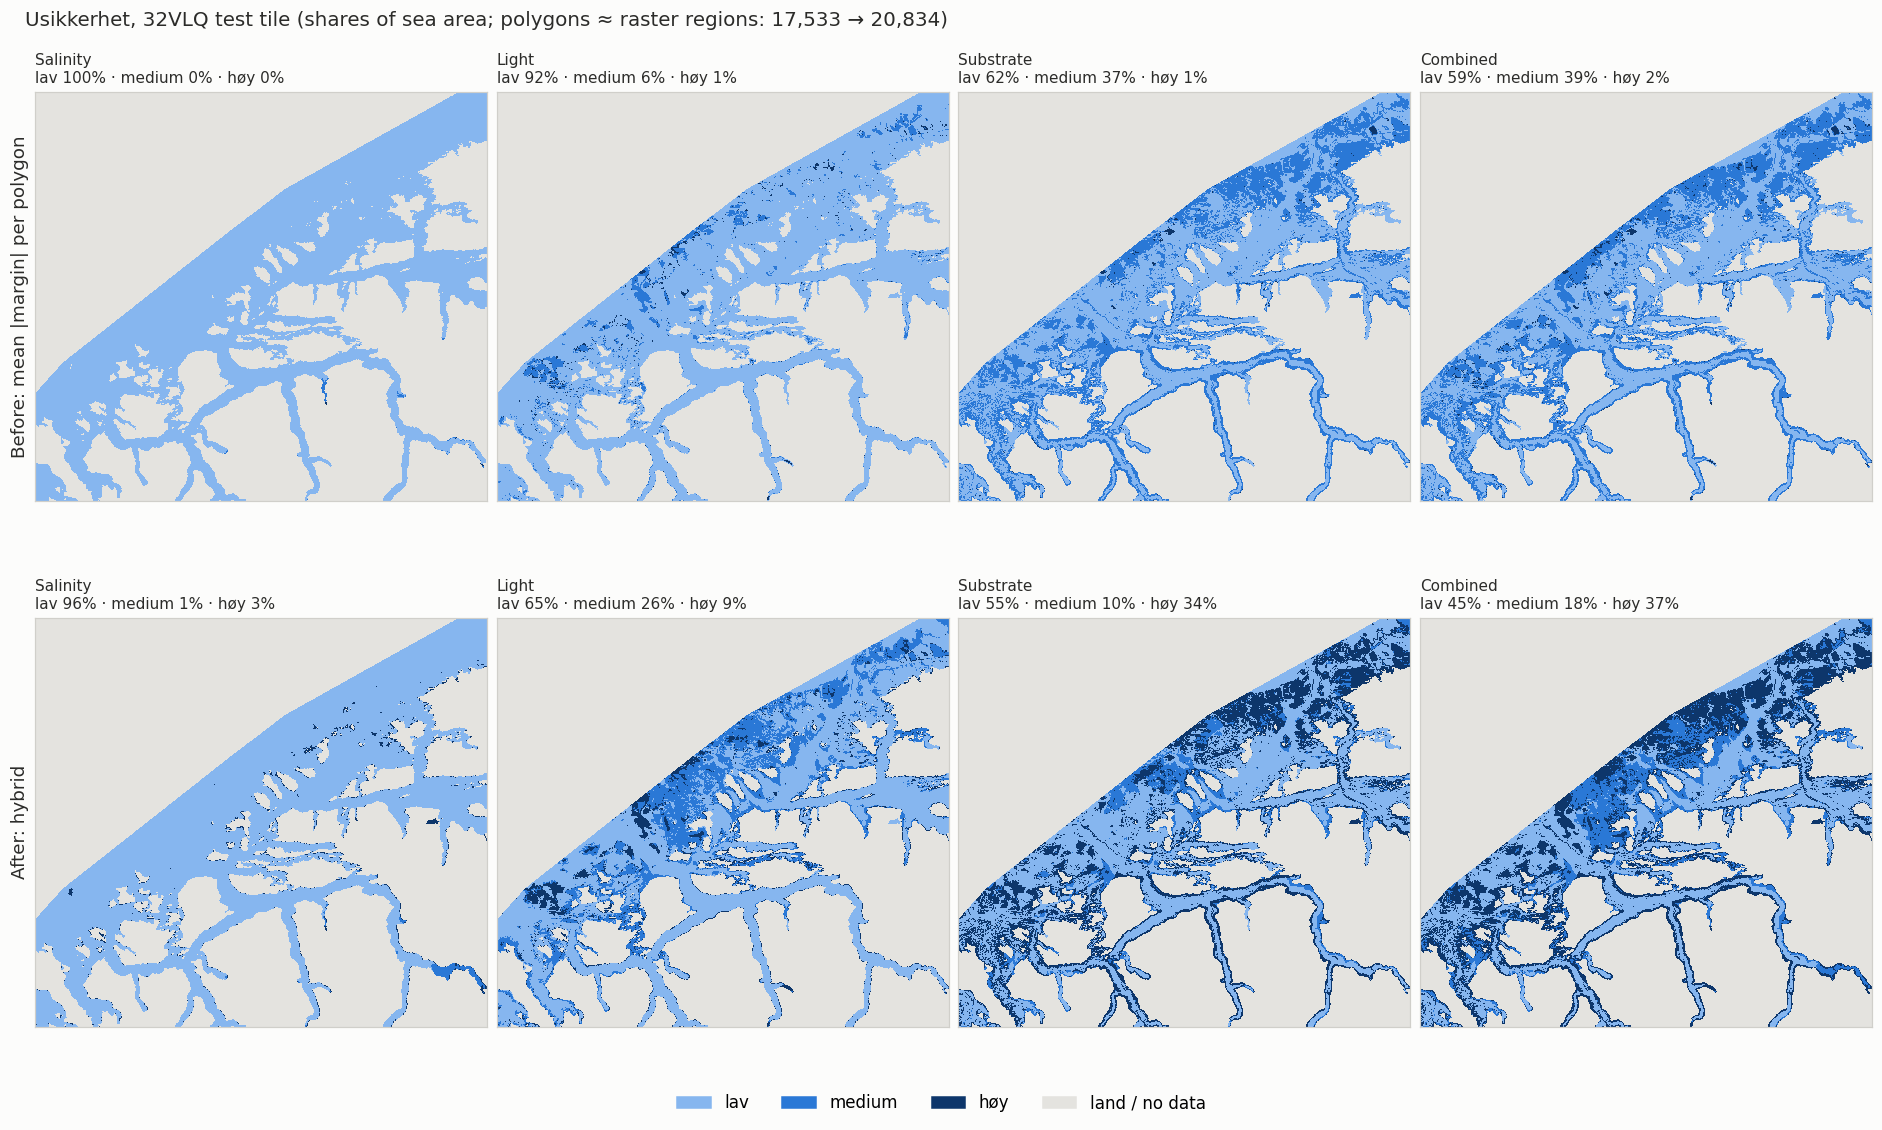 Usikkerhet, 32VLQ test tile (shares of sea area; polygons ≈ raster regions: 17,533 → 20,834)
Before: mean |margin| per polygon
Salinity
lav 100% · medium 0% · høy 0%
Light
lav 92% · medium 6% · høy 1%
Substrate
lav 62% · medium 37% · høy 1%
Combined
lav 59% · medium 39% · høy 2%
After: hybrid
Salinity
lav 96% · medium 1% · høy 3%
Light
lav 65% · medium 26% · høy 9%
Substrate
lav 55% · medium 10% · høy 34%
Combined
lav 45% · medium 18% · høy 37%
lav
medium
høy
land / no data